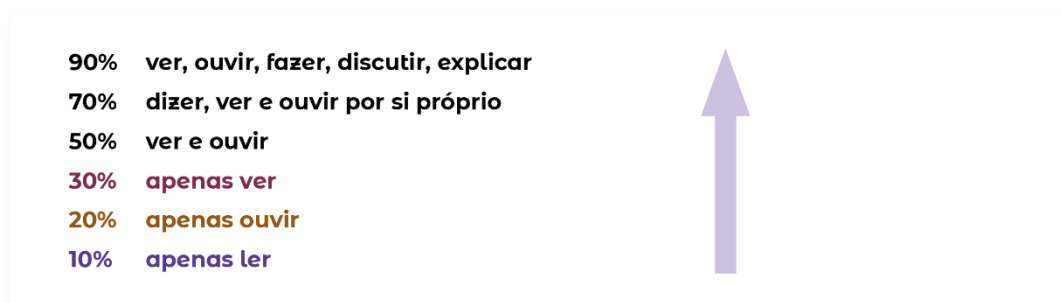 90% ver, ouvir, fazer, discutir, explicar
70% dizer, ver e ouvir por si próprio
50% ver e ouvir
30% apenas ver
20% apenas ouvir
10% apenas ler